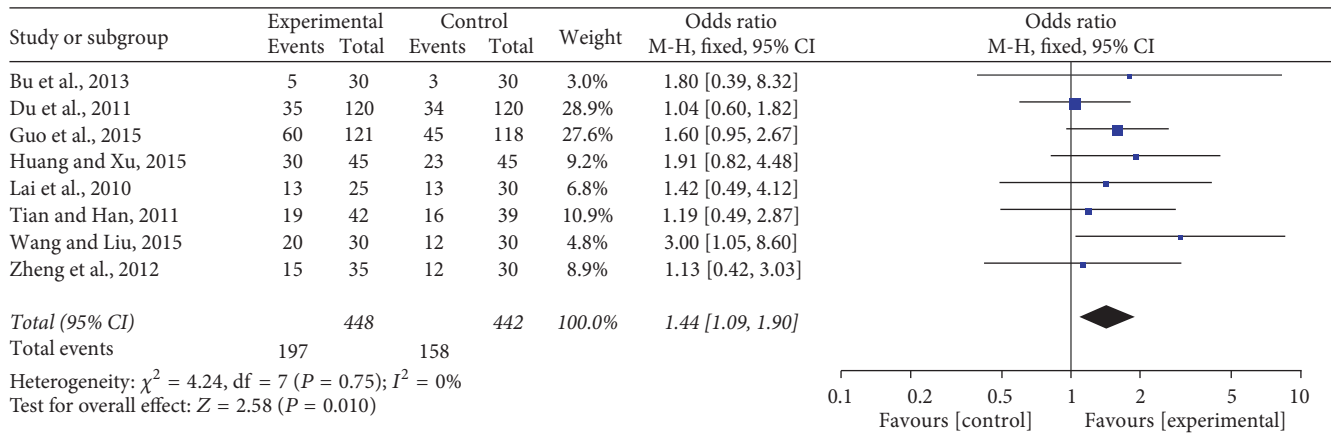 Study or subgroup Experimental Control Weight Odds ratio Odds ratio
Events Total Events Total M-H, fixed, 95% CI M-H, fixed, 95% CI
Bu et al., 2013 5 30 3 30 3.0% 1.80 [0.39, 8.32]
Du et al., 2011 35 120 34 120 28.9% 1.04 [0.60, 1.82]
Guo et al., 2015 60 121 45 118 27.6% 1.60 [0.95, 2.67]
Huang and Xu, 2015 30 45 23 45 9.2% 1.91 [0.82, 4.48]
Lai et al., 2010 13 25 13 30 6.8% 1.42 [0.49, 4.12]
Tian and Han, 2011 19 42 16 39 10.9% 1.19 [0.49, 2.87]
Wang and Liu, 2015 20 30 12 30 4.8% 3.00 [1.05, 8.60]
Zheng et al., 2012 15 35 12 30 8.9% 1.13 [0.42, 3.03]
Total (95% CI) 448 442 100.0% 1.44 [1.09, 1.90]
Total events 197 158
Heterogeneity: χ² = 4.24, df = 7 (P = 0.75); I² = 0%
Test for overall effect: Z = 2.58 (P = 0.010)
0.1 0.2 0.5 1 2 5 10
Favours [control] Favours [experimental]